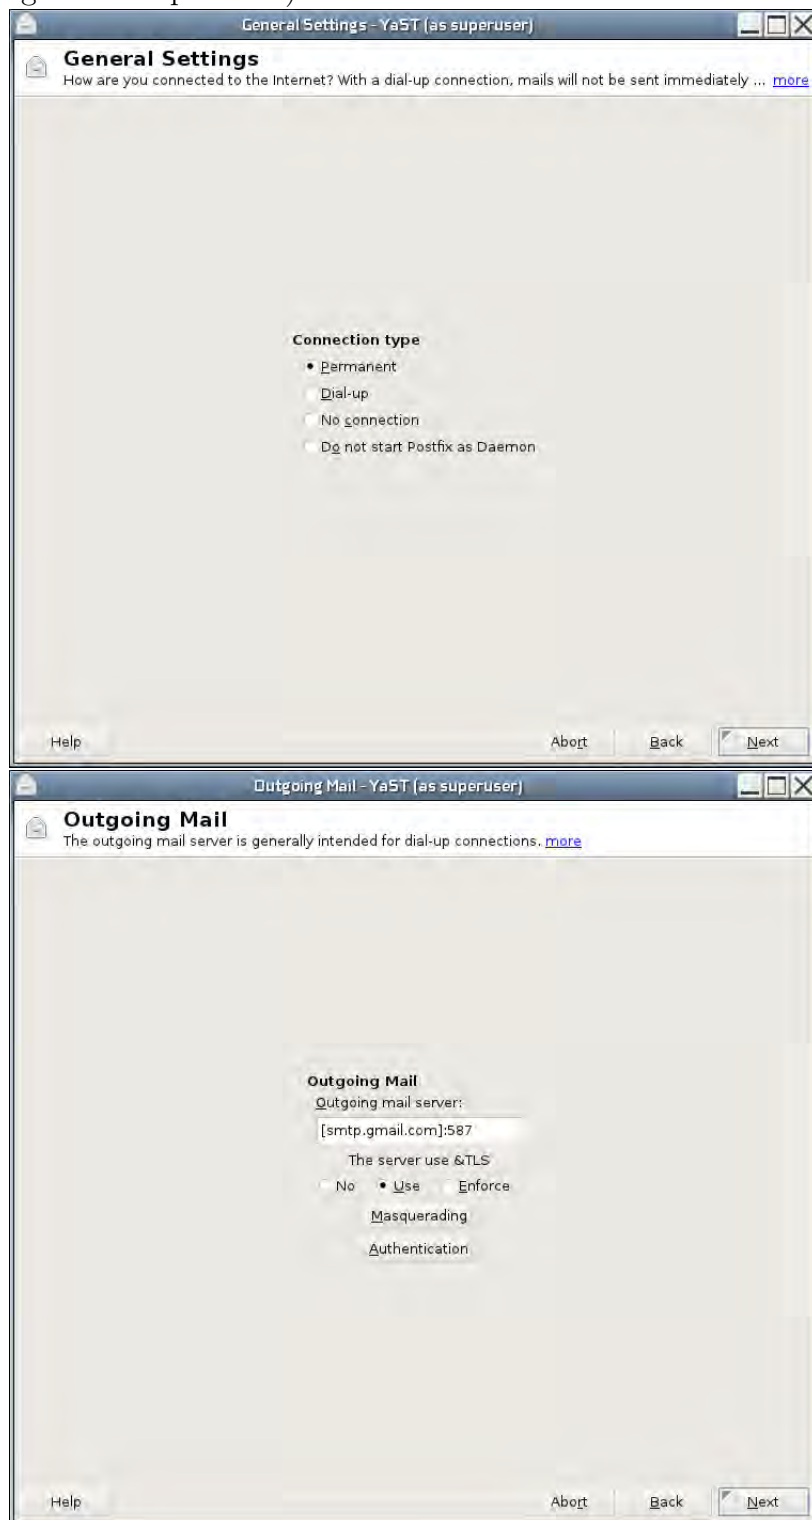 General Settings - YaST (as superuser)
General Settings
How are you connected to the Internet? With a dial-up connection, mails will not be sent immediately ... more
Connection type
Permanent
Dial-up
No connection
Do not start Postfix as Daemon
Help Abort Back Next
Outgoing Mail - YaST (as superuser)
Outgoing Mail
The outgoing mail server is generally intended for dial-up connections. more
Outgoing Mail
Outgoing mail server:
[smtp.gmail.com]:587
The server use &TLS
No Use Enforce
Masquerading
Authentication
Help Abort Back Next